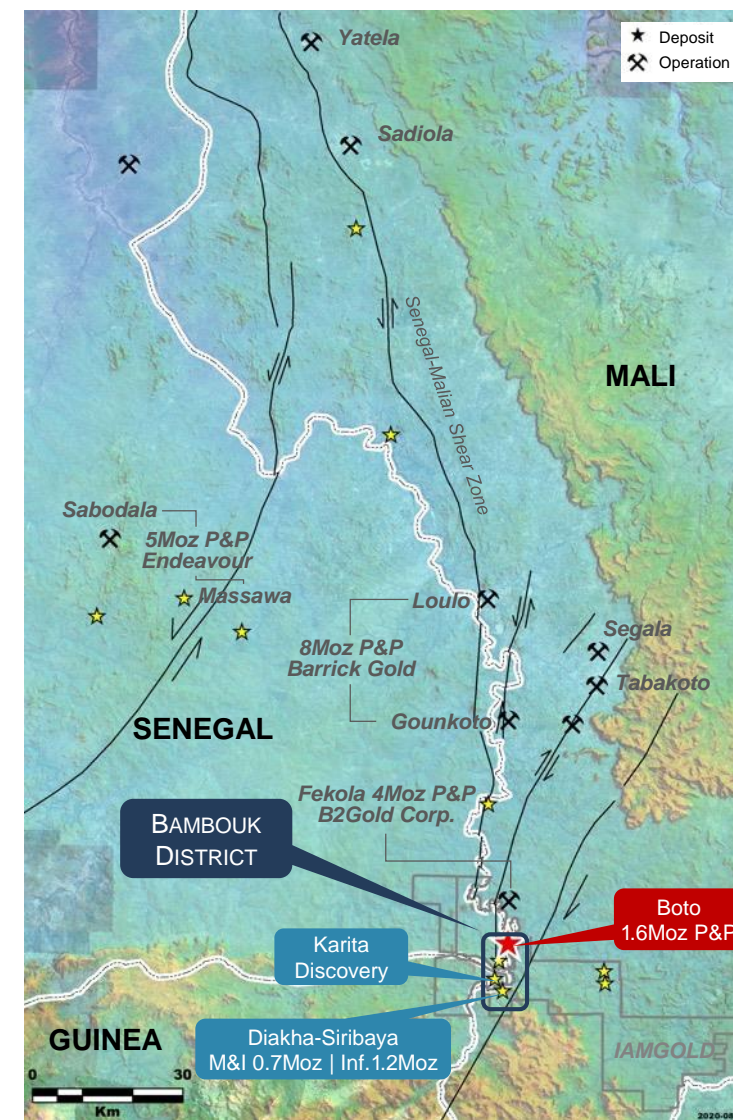 Deposit
Operation
Yatela
Sadiola
Senegal-Malian Shear Zone
MALI
Sabodala
5Moz P&P
Endeavour
Massawa
Loulo
8Moz P&P
Barrick Gold
Gounkoto
Segala
Tabakoto
SENEGAL
Fekola 4Moz P&P
B2Gold Corp.
BAMBOUK
DISTRICT
Boto
1.6Moz P&P
Karita
Discovery
Diakha-Siribaya
M&I 0.7Moz | Inf.1.2Moz
GUINEA
IAMGOLD
0 30
Km
2020-08